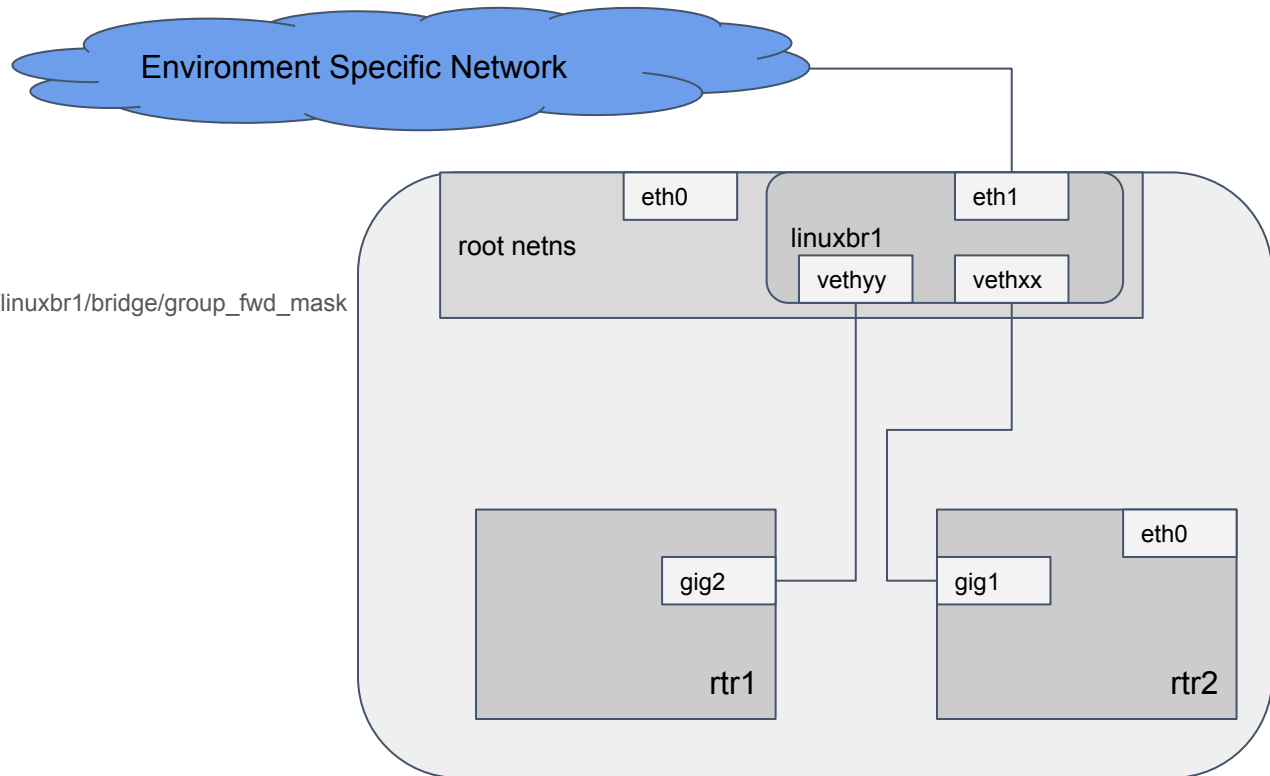 Environment Specific Network
eth0
eth1
root netns
linuxbr1
vethyy
vethxx
/linuxbr1/bridge/group_fwd_mask
eth0
gig2
gig1
rtr1
rtr2